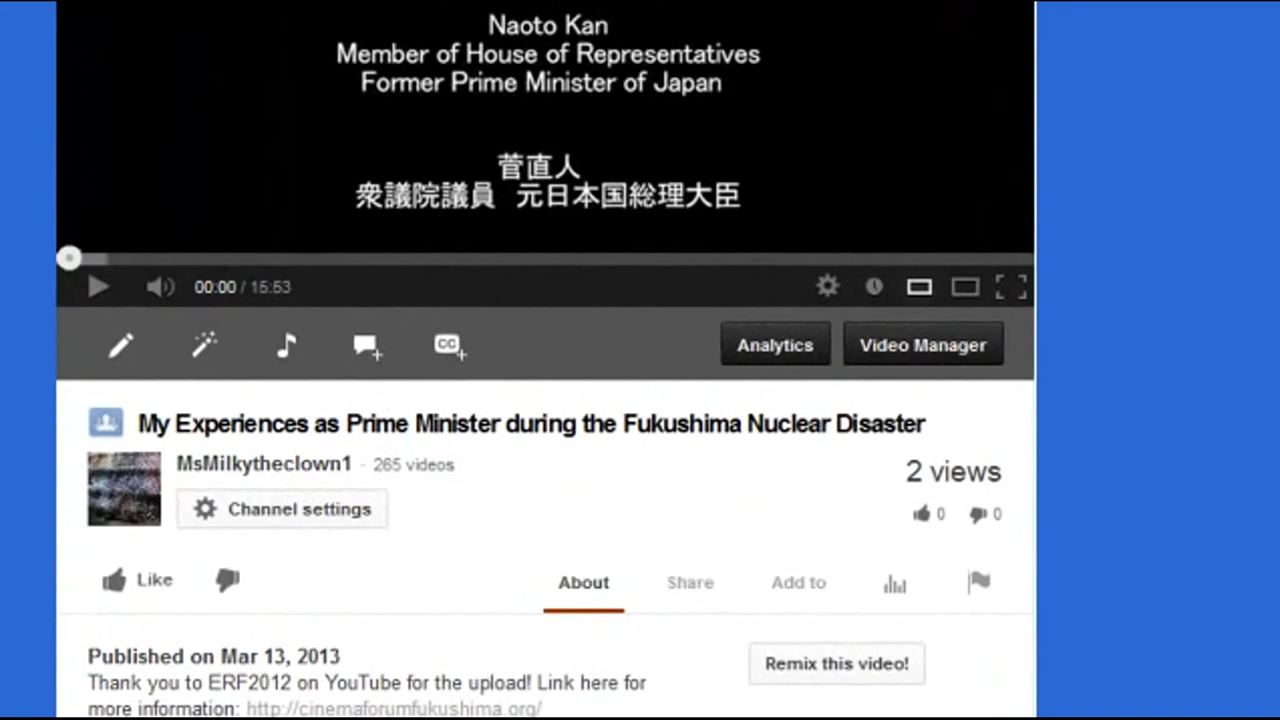 Naoto Kan
Member of House of Representatives
Former Prime Minister of Japan
菅直人
衆議院議員 元日本国総理大臣
00:00 / 15:53
CC
Analytics
Video Manager
My Experiences as Prime Minister during the Fukushima Nuclear Disaster
MsMilkytheclown1 - 265 videos
2 views
Channel settings
0 0
Like
About Share Add to
Published on Mar 13, 2013
Remix this video!
Thank you to ERF2012 on YouTube for the upload! Link here for
more information: http://cinemaforumfukushima.org/